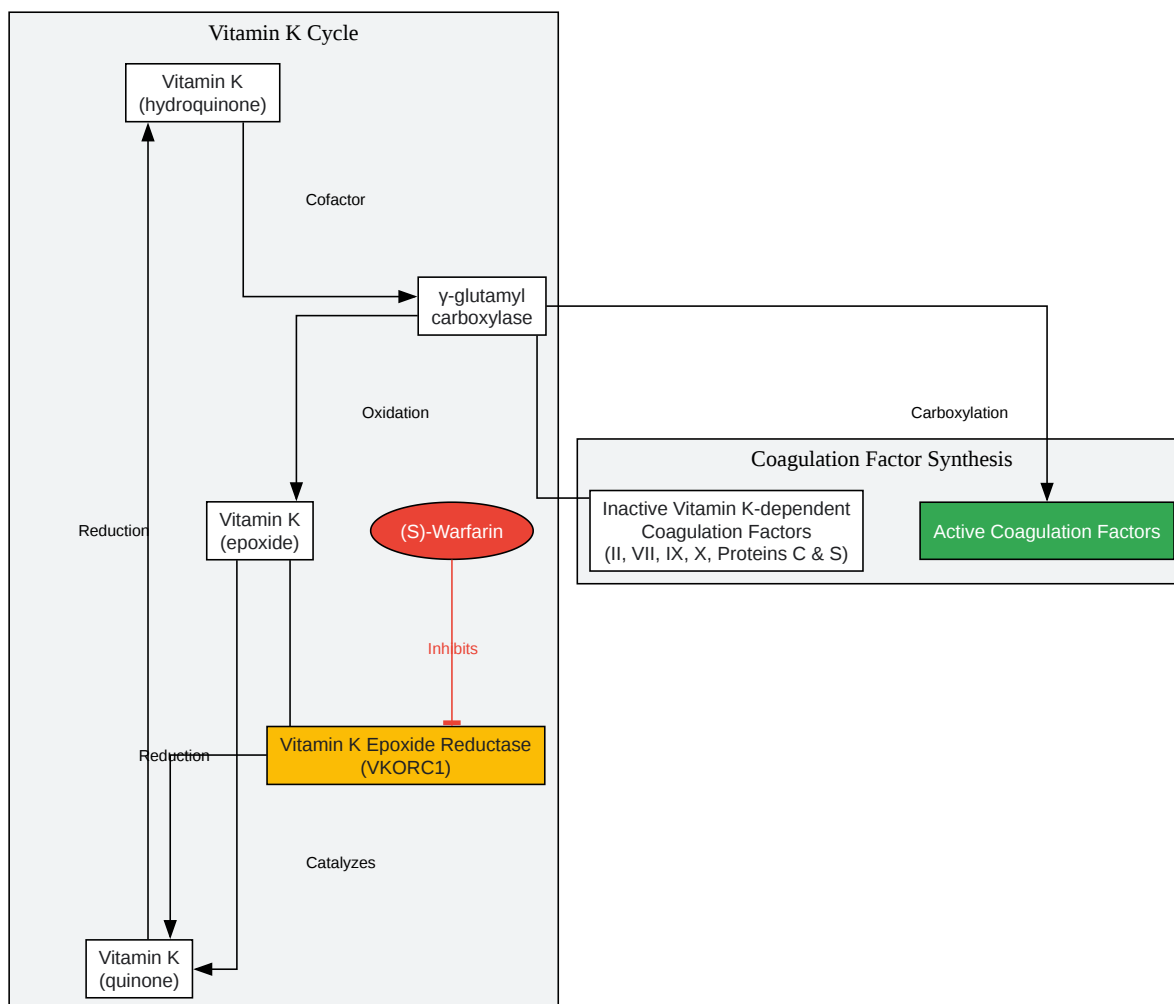 Vitamin K Cycle
Vitamin K
(hydroquinone)
Cofactor
γ-glutamyl
carboxylase
Oxidation
Carboxylation
Coagulation Factor Synthesis
Reduction
Vitamin K
(epoxide)
(S)-Warfarin
Inactive Vitamin K-dependent
Coagulation Factors
(II, VII, IX, X, Proteins C & S)
Active Coagulation Factors
Inhibits
Reduction
Vitamin K Epoxide Reductase
(VKORC1)
Catalyzes
Vitamin K
(quinone)